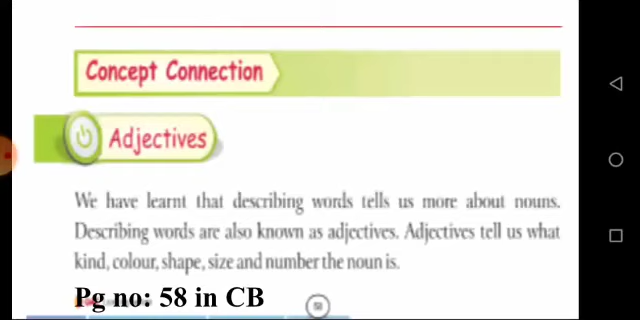 Concept Connection
Adjectives
We have learnt that describing words tells us more about nouns.
Describing words are also known as adjectives. Adjectives tell us what
kind, colour, shape, size and number the noun is.
Pg no: 58 in CB